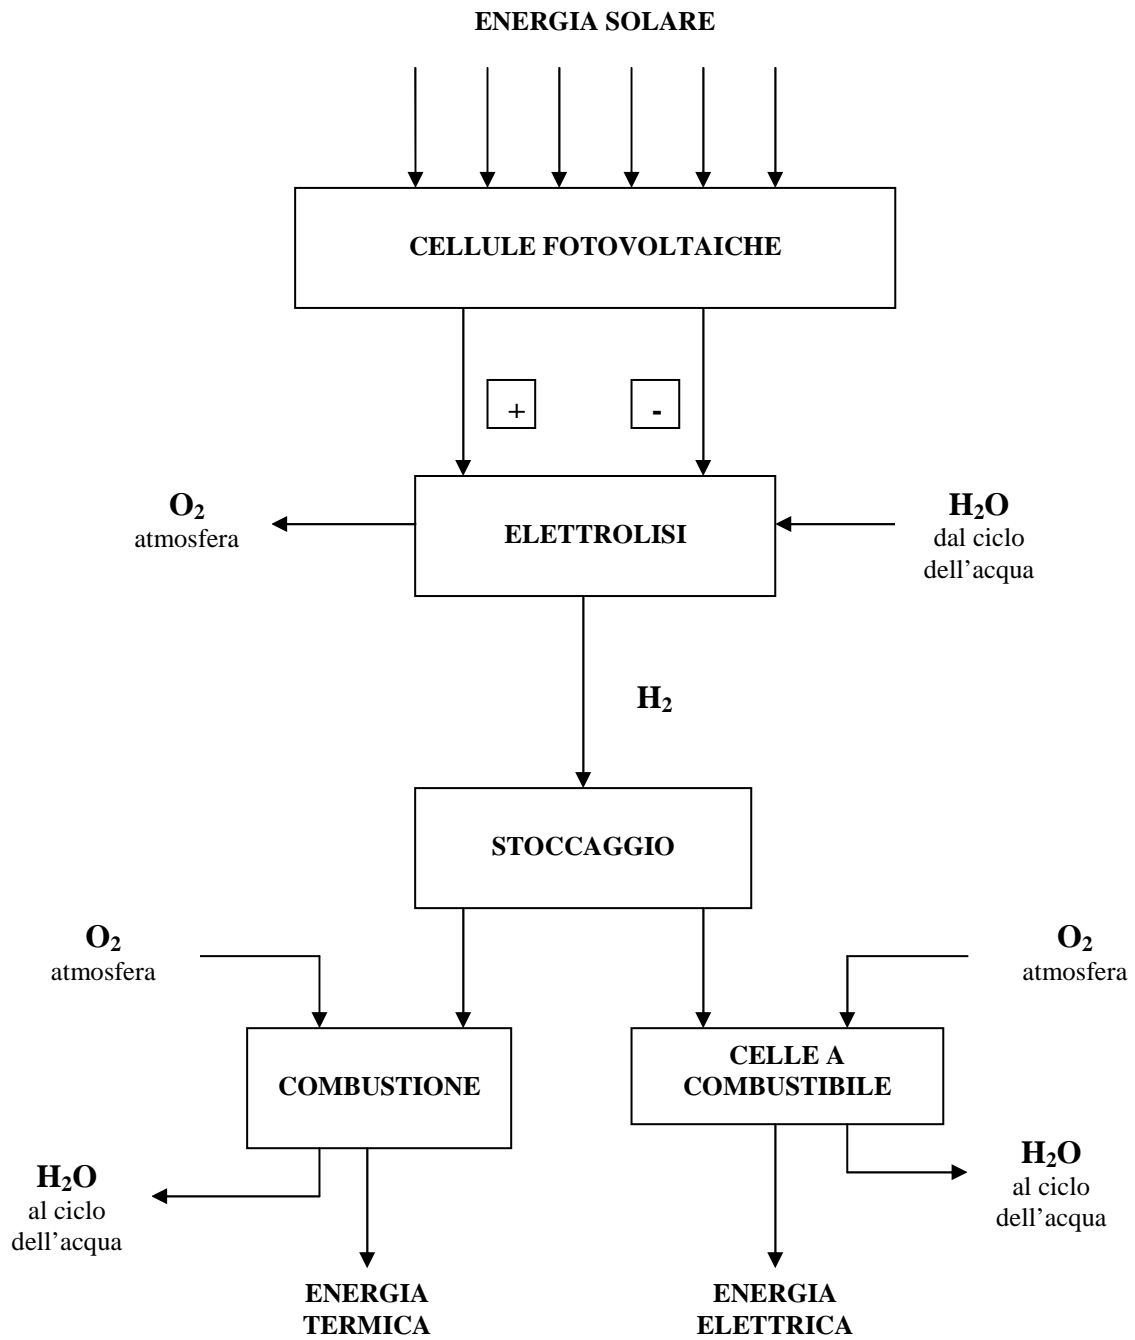 ENERGIA SOLARE
CELLULE FOTOVOLTAICHE
+
-
O₂
atmosfera
ELETTROLISI
H₂O
dal ciclo
dell’acqua
H₂
STOCCAGGIO
O₂
atmosfera
O₂
atmosfera
COMBUSTIONE
CELLE A
COMBUSTIBILE
H₂O
al ciclo
dell’acqua
H₂O
al ciclo
dell’acqua
ENERGIA
TERMICA
ENERGIA
ELETTRICA